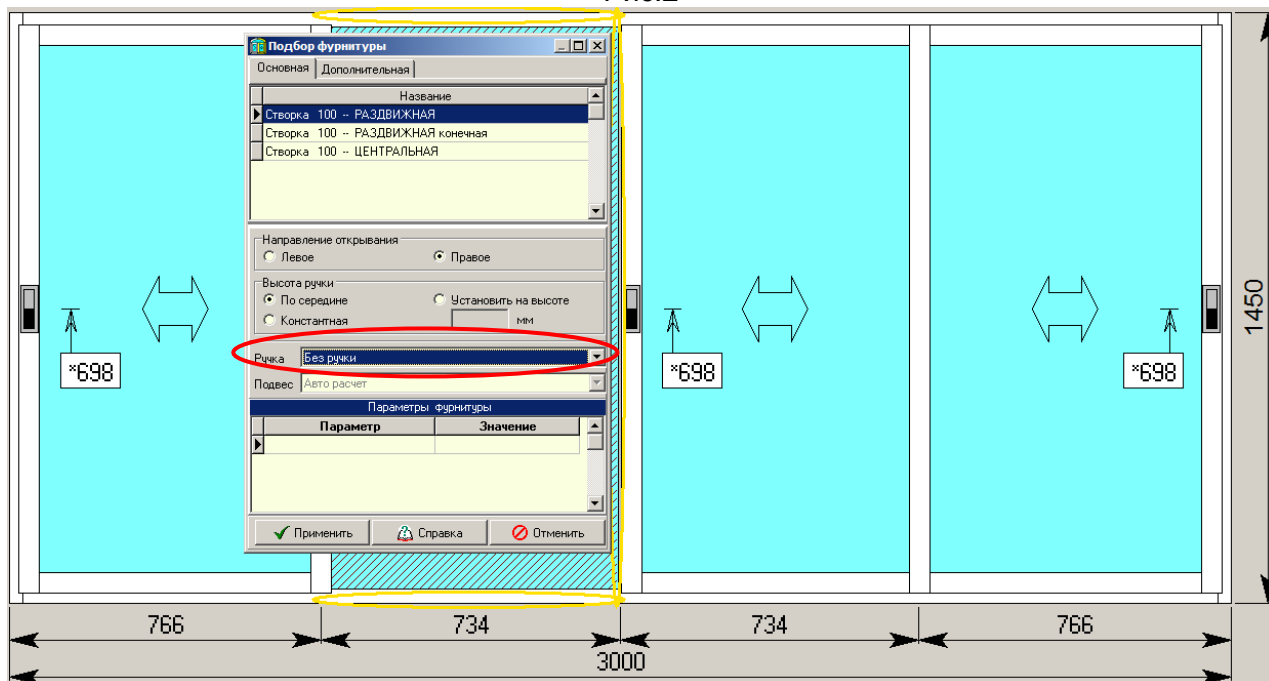 Подбор фурнитуры
Основная Дополнительная
Название
Створка 100 -- РАЗДВИЖНАЯ
Створка 100 -- РАЗДВИЖНАЯ конечная
Створка 100 -- ЦЕНТРАЛЬНАЯ
Направление открывания
Левое Правое
Высота ручки
По середине Установить на высоте
Константная мм
Ручка Без ручки
Подвес Авто расчет
Параметры фурнитуры
Параметр Значение
Применить Справка Отменить
*698
*698
*698
1450
766 734 734 766
3000